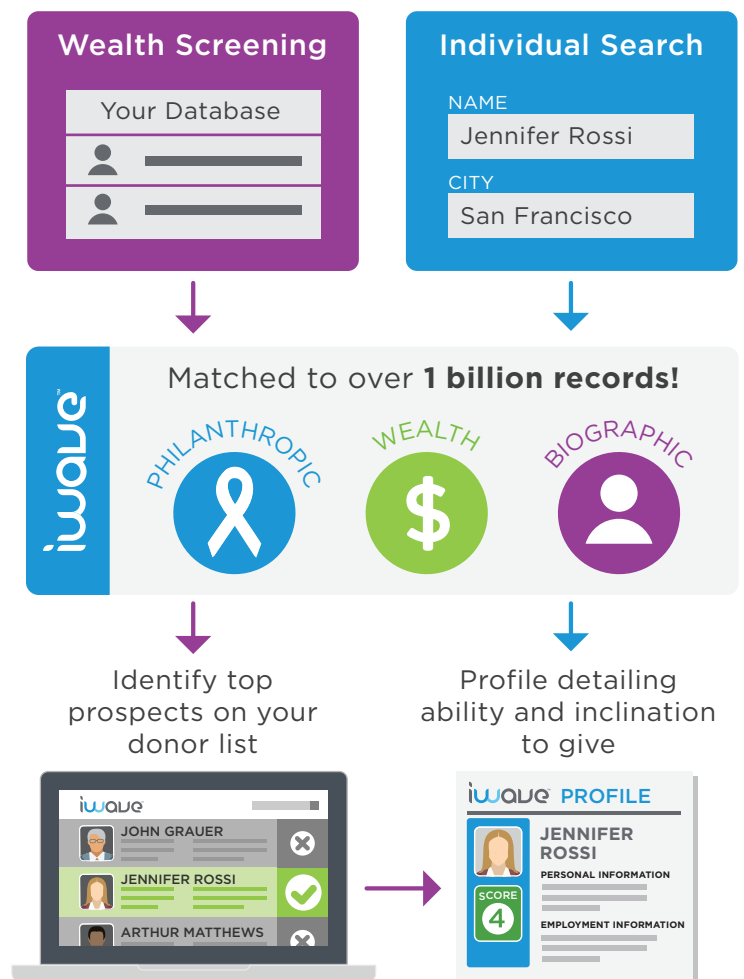 Wealth Screening
Your Database
Individual Search
NAME
Jennifer Rossi
CITY
San Francisco
iwave™
Matched to over 1 billion records!
PHILANTHROPIC
WEALTH
BIOGRAPHIC
Identify top
prospects on your
donor list
Profile detailing
ability and inclination
to give
iwave
JOHN GRAUER
JENNIFER ROSSI
ARTHUR MATTHEWS
iwave PROFILE
JENNIFER
ROSSI
PERSONAL INFORMATION
SCORE
4
EMPLOYMENT INFORMATION